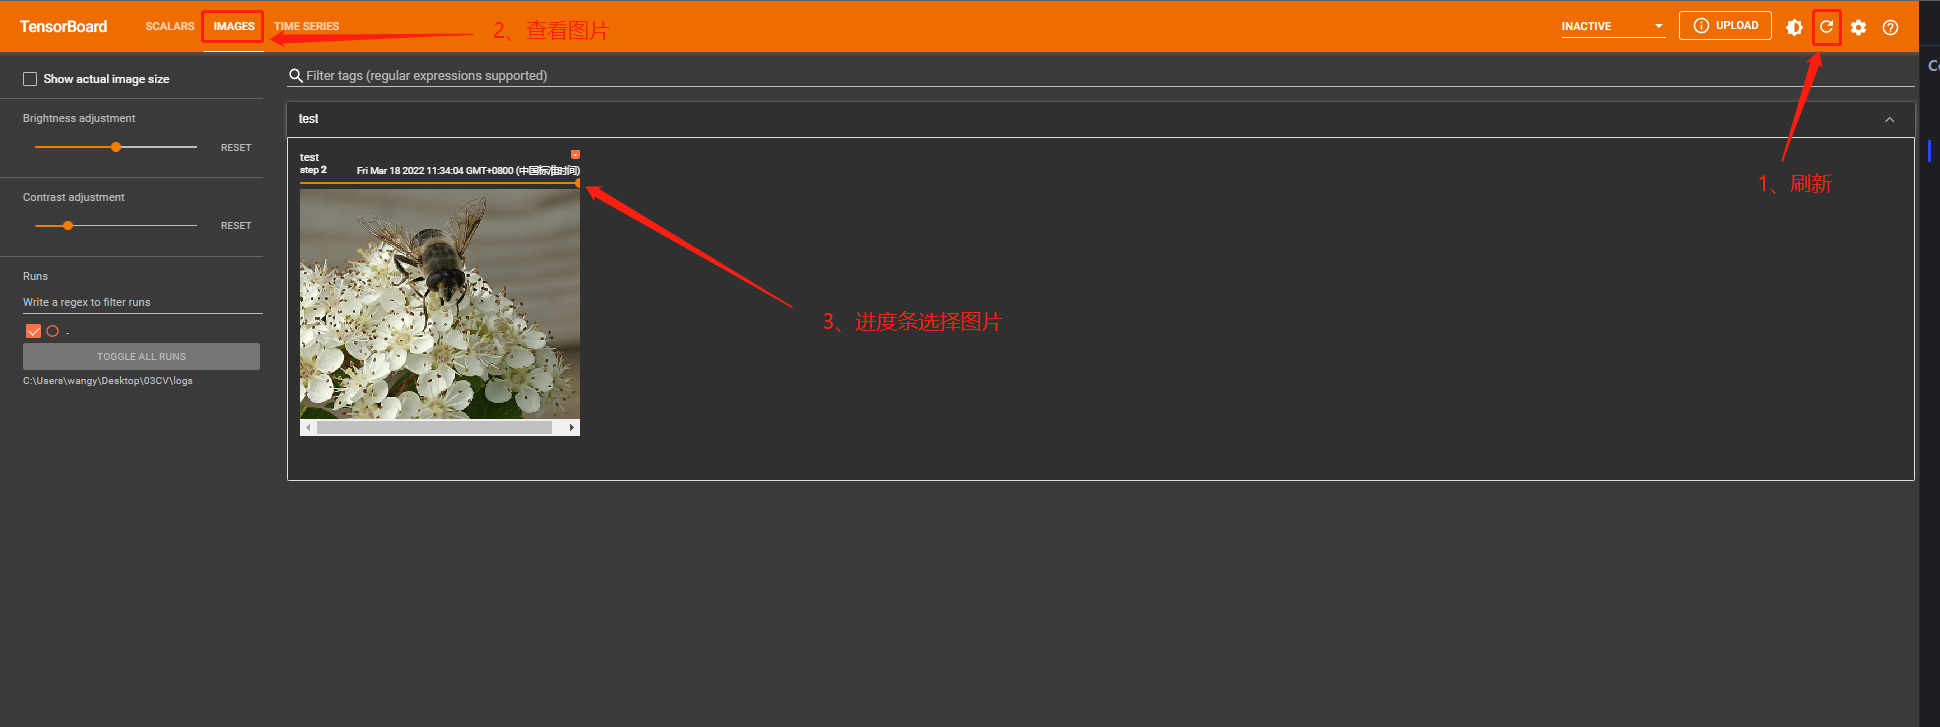 TensorBoard SCALARS IMAGES TIME SERIES
2、查看图片
INACTIVE UPLOAD
Show actual image size
Filter tags (regular expressions supported)
Brightness adjustment
RESET
Contrast adjustment
RESET
Runs
Write a regex to filter runs
.
TOGGLE ALL RUNS
C:\Users\wangy\Desktop\03CV\logs
test
test
step 2 Fri Mar 18 2022 11:34:04 GMT+0800 (中国标准时间)
1、刷新
3、进度条选择图片